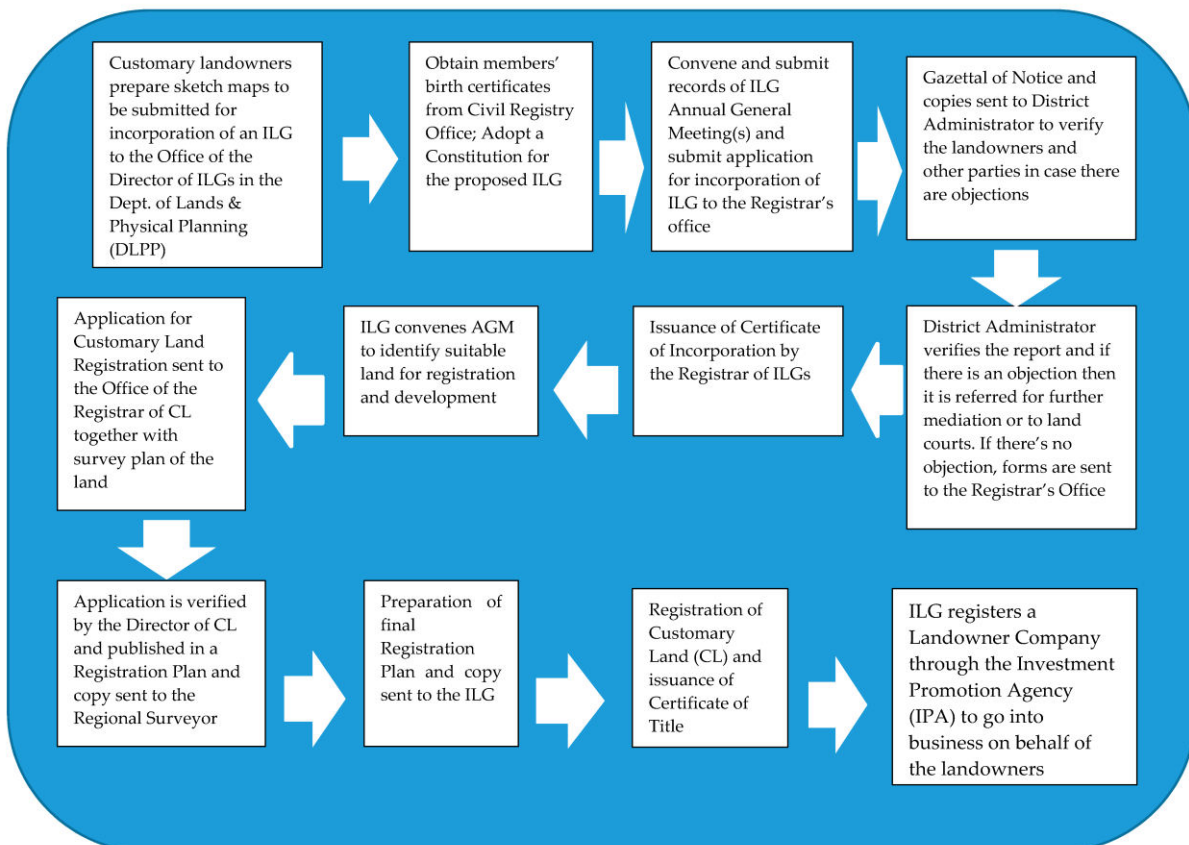 Customary landowners
prepare sketch maps to
be submitted for
incorporation of an ILG
to the Office of the
Director of ILGs in the
Dept. of Lands &
Physical Planning
(DLPP)
Obtain members’
birth certificates
from Civil Registry
Office; Adopt a
Constitution for
the proposed ILG
Convene and submit
records of ILG
Annual General
Meeting(s) and
submit application
for incorporation of
ILG to the Registrar’s
office
Gazettal of Notice and
copies sent to District
Administrator to verify
the landowners and
other parties in case there
are objections
District Administrator
verifies the report and if
there is an objection then
it is referred for further
mediation or to land
courts. If there’s no
objection, forms are sent
to the Registrar’s Office
Issuance of Certificate
of Incorporation by
the Registrar of ILGs
ILG convenes AGM
to identify suitable
land for registration
and development
Application for
Customary Land
Registration sent to
the Office of the
Registrar of CL
together with
survey plan of the
land
Application is verified
by the Director of CL
and published in a
Registration Plan and
copy sent to the
Regional Surveyor
Preparation of
final
Registration
Plan and copy
sent to the ILG
Registration of
Customary
Land (CL) and
issuance of
Certificate of
Title
ILG registers a
Landowner Company
through the Investment
Promotion Agency
(IPA) to go into
business on behalf of
the landowners